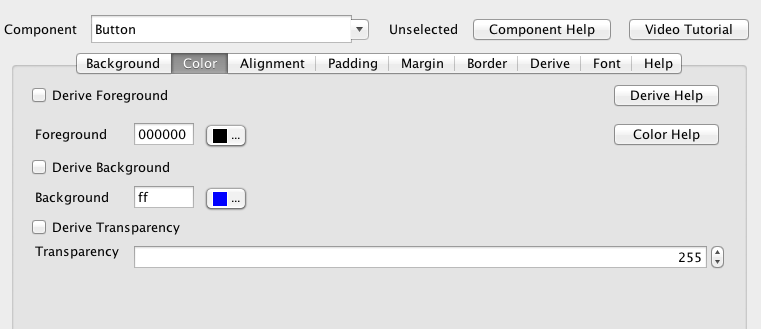 Component Button Unselected Component Help Video Tutorial
Background Color Alignment Padding Margin Border Derive Font Help
Derive Foreground Derive Help
Foreground 000000 ... Color Help
Derive Background
Background ff ...
Derive Transparency
Transparency 255